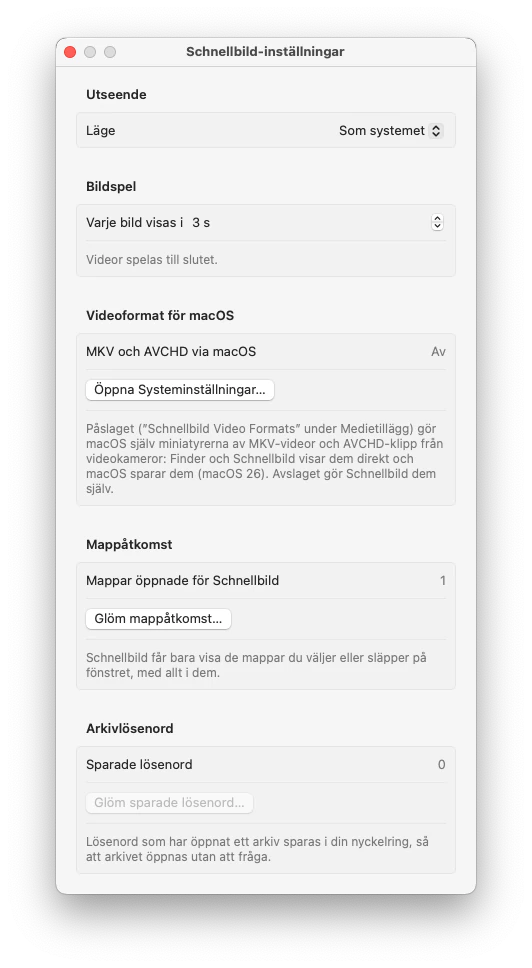 Schnellbild-inställningar
Utseende
Läge Som systemet
Bildspel
Varje bild visas i 3 s
Videor spelas till slutet.
Videoformat för macOS
MKV och AVCHD via macOS Av
Öppna Systeminställningar...
Påslaget (”Schnellbild Video Formats” under Medietillägg) gör
macOS själv miniatyrerna av MKV-videor och AVCHD-klipp från
videokameror: Finder och Schnellbild visar dem direkt och
macOS sparar dem (macOS 26). Avslaget gör Schnellbild dem
själv.
Mappåtkomst
Mappar öppnade för Schnellbild 1
Glöm mappåtkomst...
Schnellbild får bara visa de mappar du väljer eller släpper på
fönstret, med allt i dem.
Arkivlösenord
Sparade lösenord 0
Glöm sparade lösenord...
Lösenord som har öppnat ett arkiv sparas i din nyckelring, så
att arkivet öppnas utan att fråga.